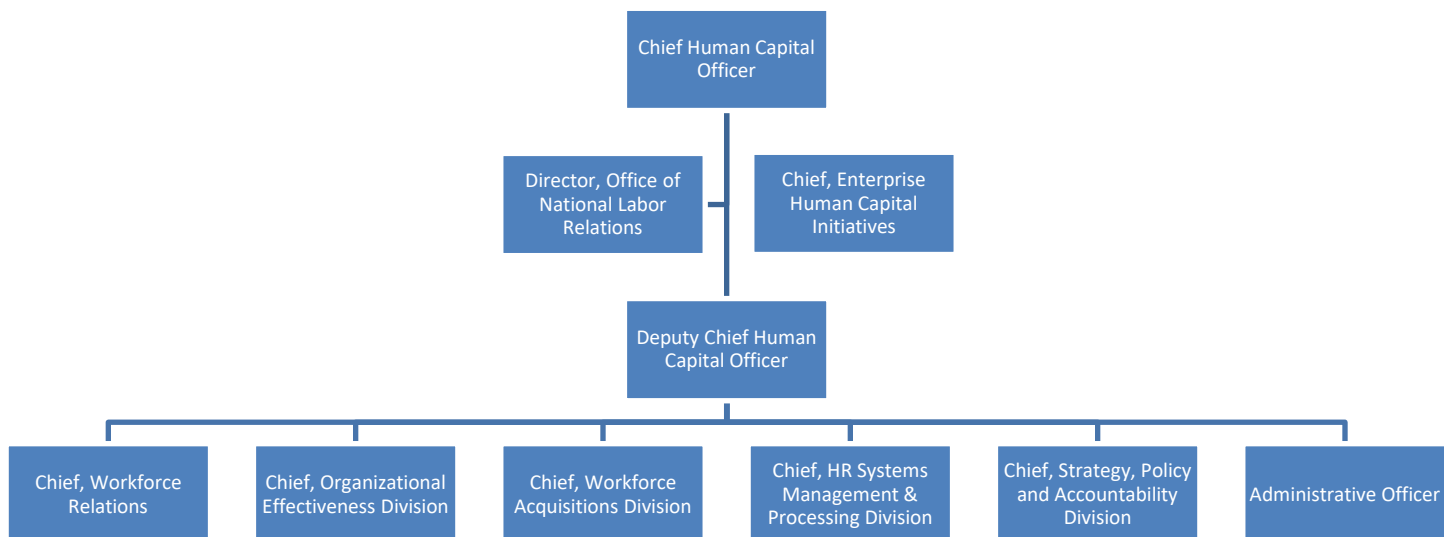 Chief Human Capital
Officer
Director, Office of
National Labor
Relations
Chief, Enterprise
Human Capital
Initiatives
Deputy Chief Human
Capital Officer
Chief, Workforce
Relations
Chief, Organizational
Effectiveness Division
Chief, Workforce
Acquisitions Division
Chief, HR Systems
Management &
Processing Division
Chief, Strategy, Policy
and Accountability
Division
Administrative Officer